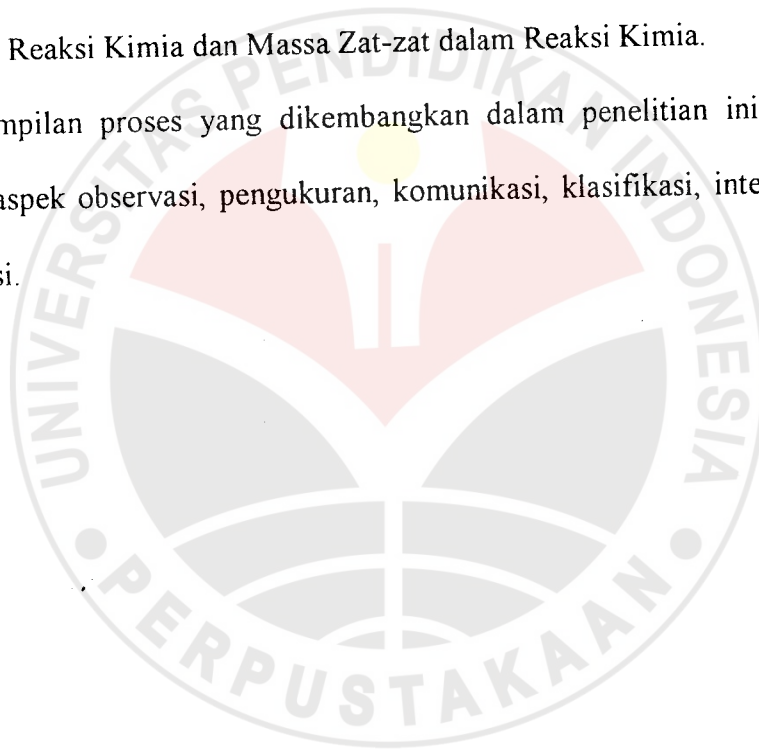 Reaksi Kimia dan Massa Zat-zat dalam Reaksi Kimia.
mpilan proses yang dikembangkan dalam penelitian ini
aspek observasi, pengukuran, komunikasi, klasifikasi, inte
si.
UNIVERSITAS PENDIDIKAN INDONESIA
PERPUSTAKAAN